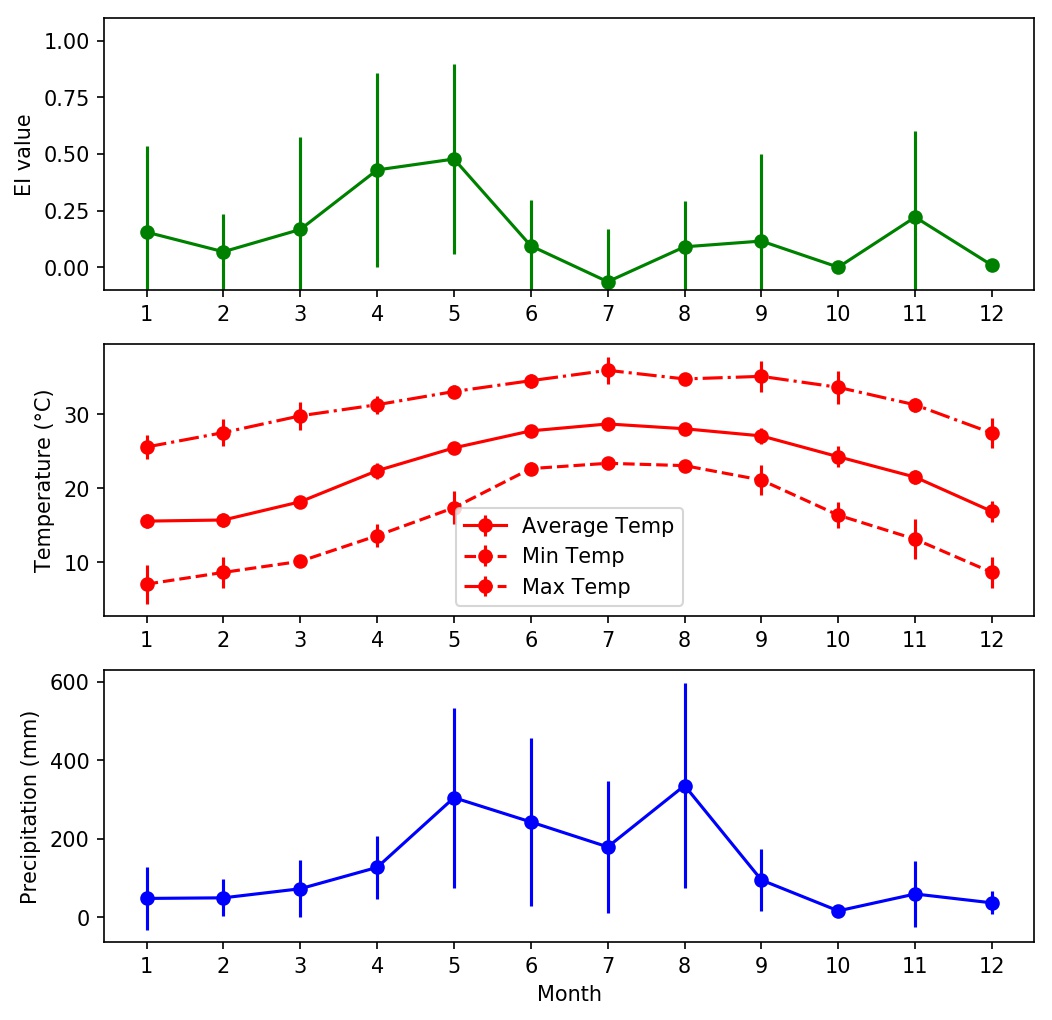 1.00
0.75
0.50
0.25
0.00
EI value
1 2 3 4 5 6 7 8 9 10 11 12
30
20
10
Temperature (°C)
Average Temp
Min Temp
Max Temp
1 2 3 4 5 6 7 8 9 10 11 12
600
400
200
0
Precipitation (mm)
1 2 3 4 5 6 7 8 9 10 11 12
Month